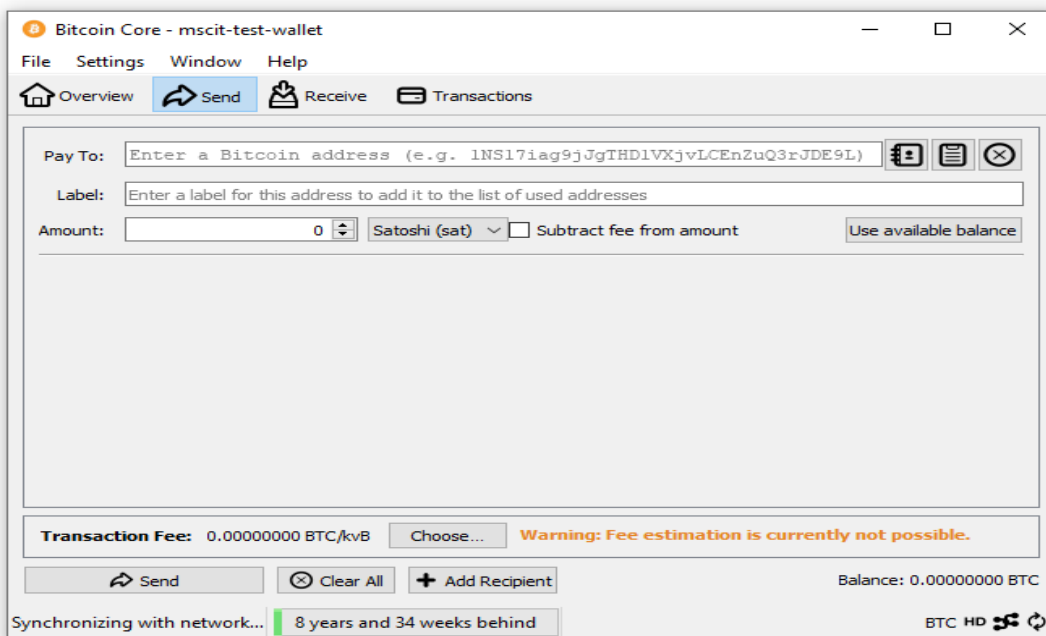 Bitcoin Core - mscit-test-wallet
File Settings Window Help
Overview Send Receive Transactions
Pay To: Enter a Bitcoin address (e.g. 1NS17iag9jJgTHD1VXjvLCEnZuQ3rJDE9L)
Label: Enter a label for this address to add it to the list of used addresses
Amount: 0 Satoshi (sat) Subtract fee from amount Use available balance
Transaction Fee: 0.00000000 BTC/kvB Choose... Warning: Fee estimation is currently not possible.
Send Clear All Add Recipient Balance: 0.00000000 BTC
Synchronizing with network... 8 years and 34 weeks behind BTC HD